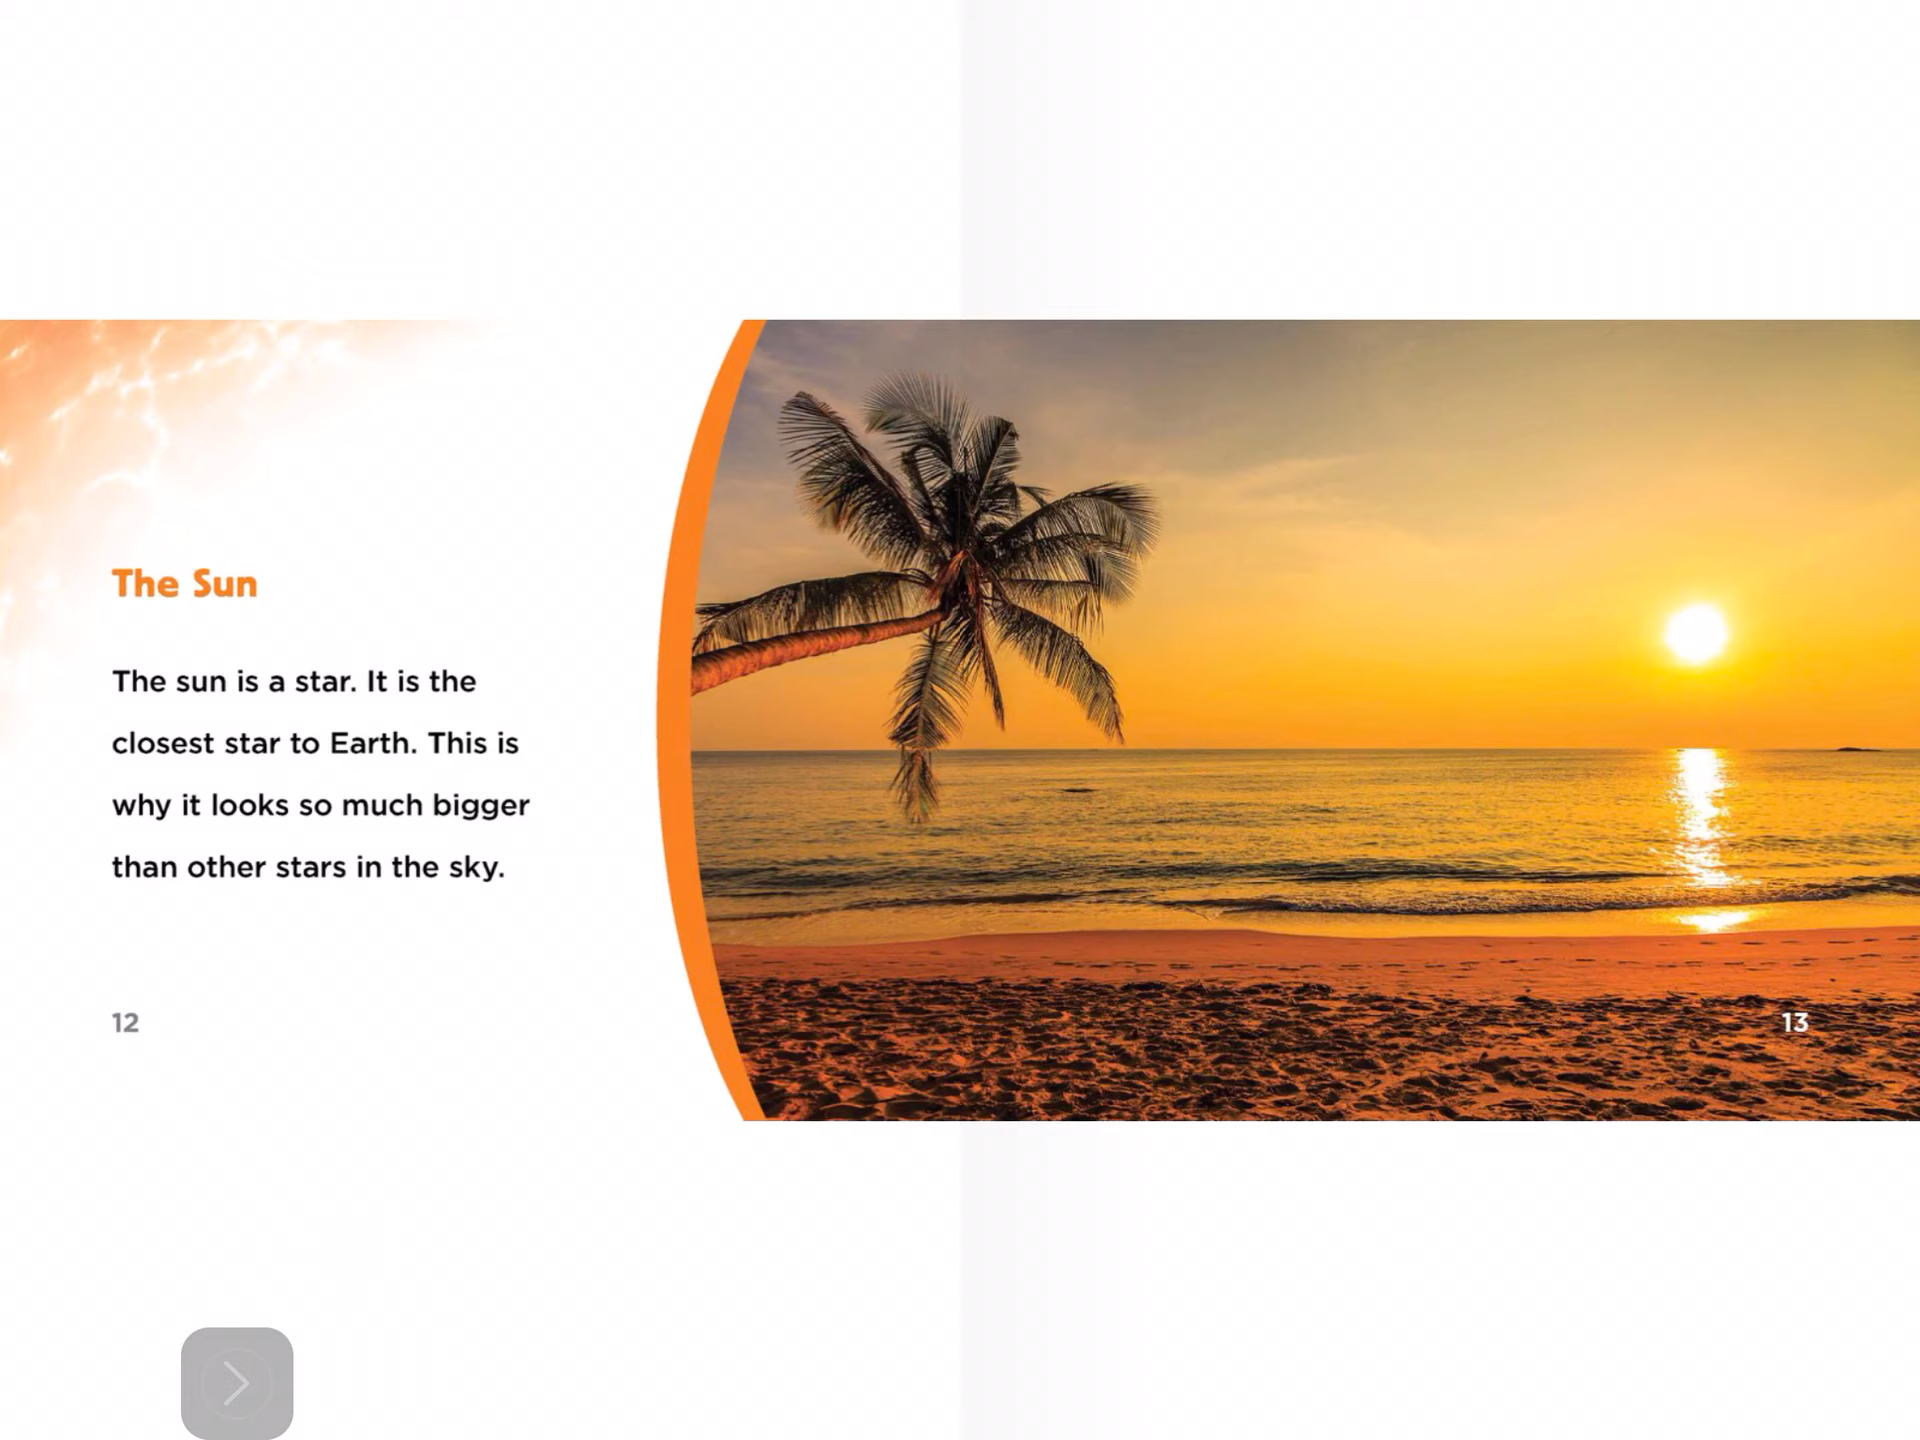 The Sun
The sun is a star. It is the
closest star to Earth. This is
why it looks so much bigger
than other stars in the sky.
12
13